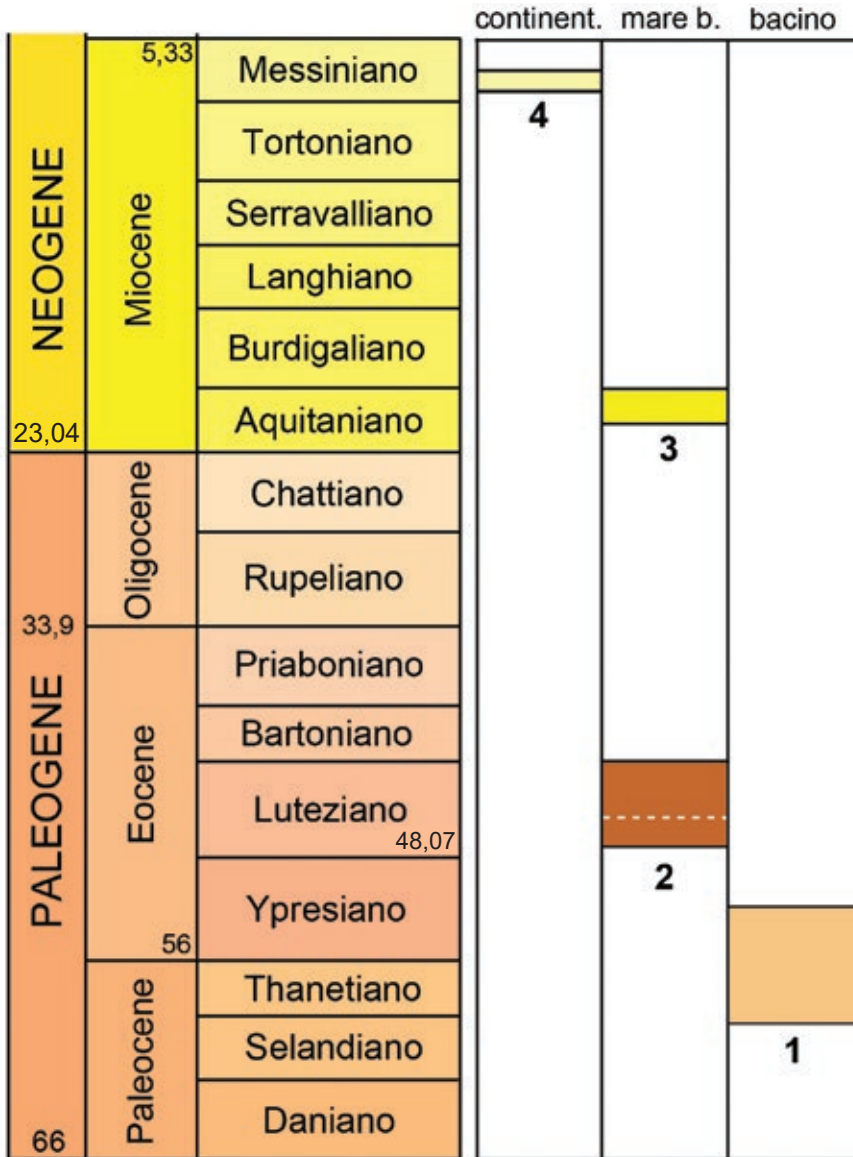 continent. mare b. bacino
NEOGENE
Miocene
5,33
Messiniano
4
Tortoniano
Serravalliano
Langhiano
Burdigaliano
23,04
Aquitaniano
3
PALEOGENE
Oligocene
Chattiano
Rupeliano
33,9
Eocene
Priaboniano
Bartoniano
Luteziano
48,07
2
Ypresiano
56
Paleocene
Thanetiano
Selandiano
1
Daniano
66